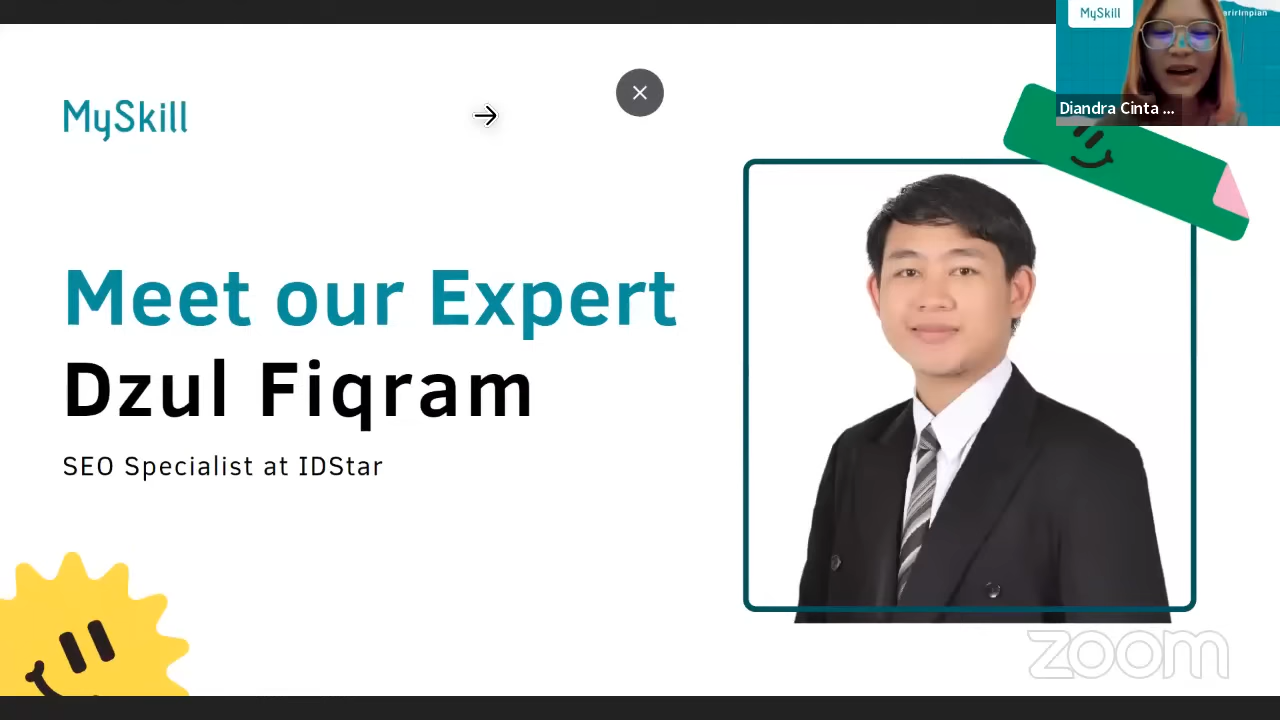 MySkill
Meet our Expert
Dzul Fiqram
SEO Specialist at IDStar
MySkill
Diandra Cinta ...
zoom